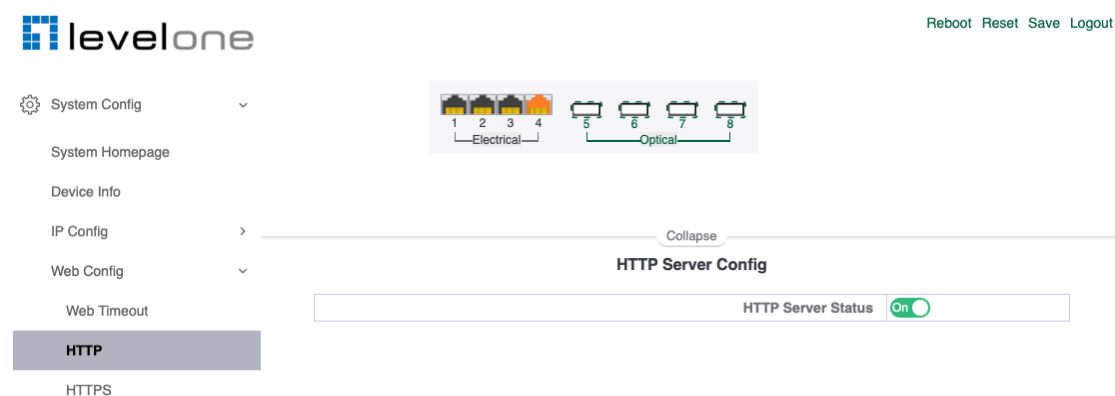 levelone
Reboot Reset Save Logout
System Config
System Homepage
Device Info
IP Config
Web Config
Web Timeout
HTTP
HTTPS
1 2 3 4 5 6 7 8
Electrical Optical
Collapse
HTTP Server Config
HTTP Server Status On